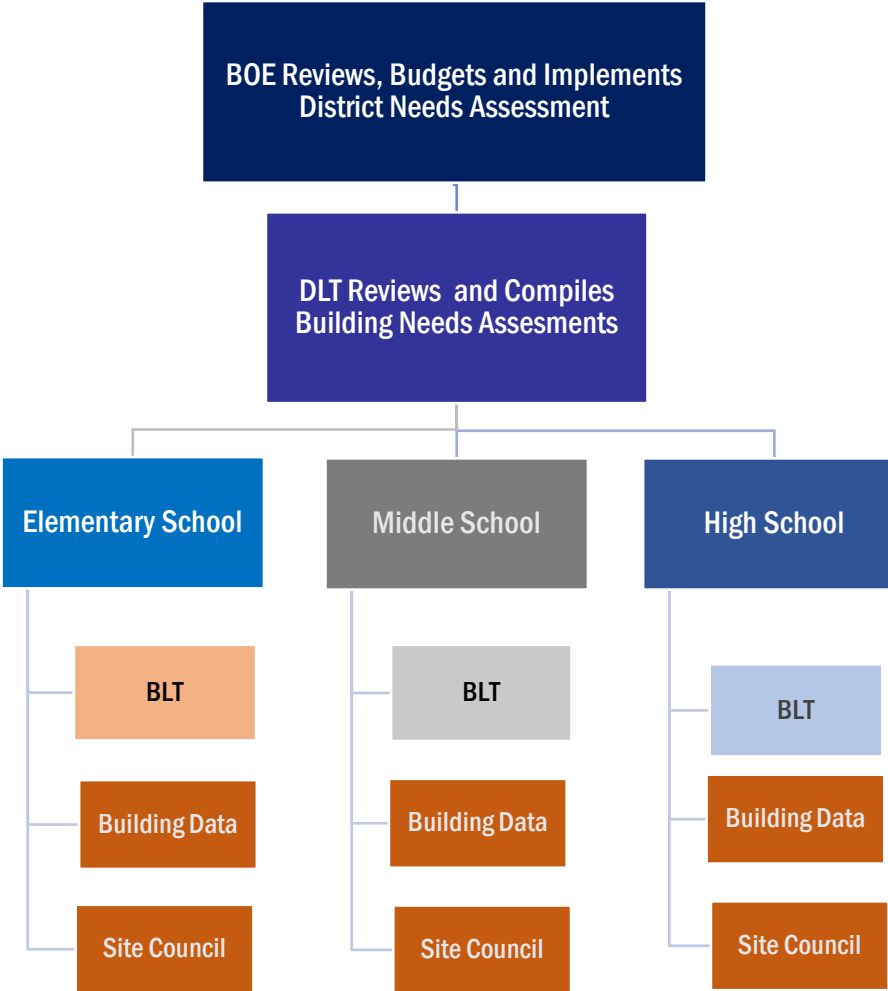 BOE Reviews, Budgets and Implements
District Needs Assessment
DLT Reviews and Compiles
Building Needs Assesments
Elementary School
Middle School
High School
BLT
BLT
BLT
Building Data
Building Data
Building Data
Site Council
Site Council
Site Council